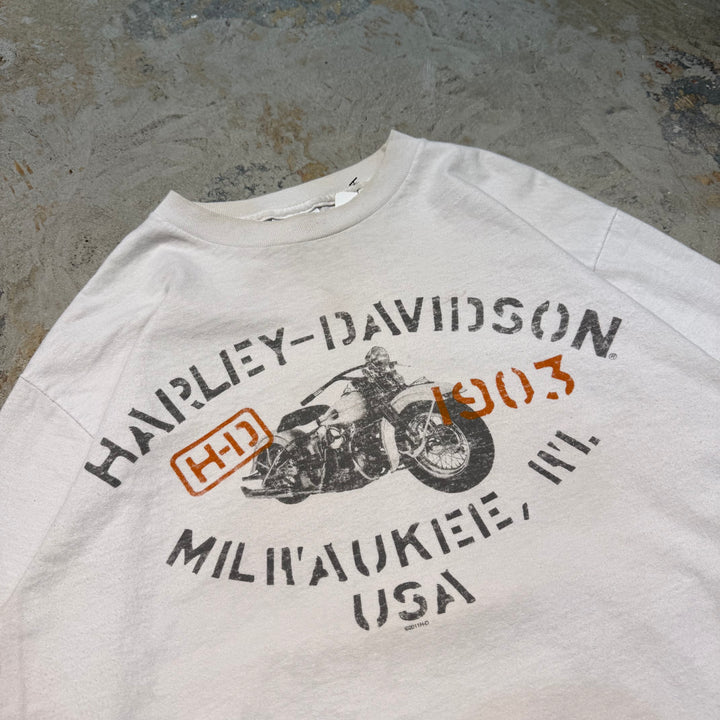 HARLEY-DAVIDSON®
1903
H-D
MILWAUKEE, WI.
USA